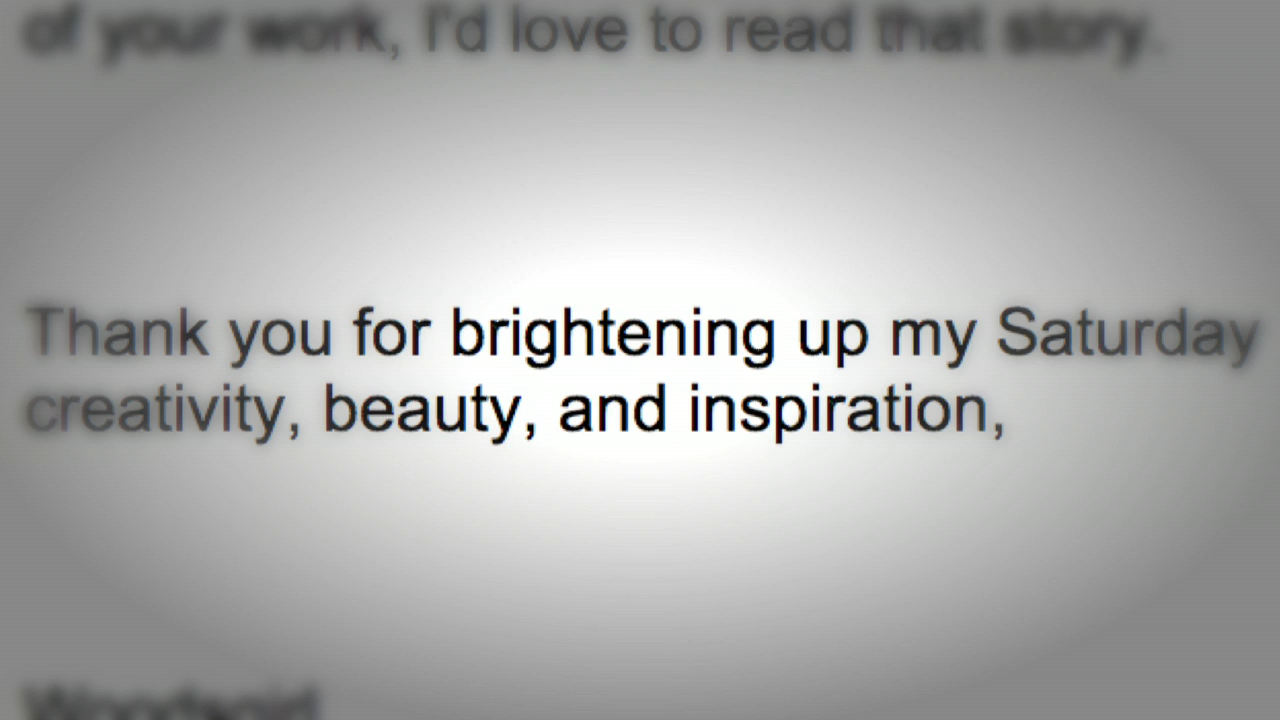 of your work, I'd love to read that story.
Thank you for brightening up my Saturday
creativity, beauty, and inspiration,